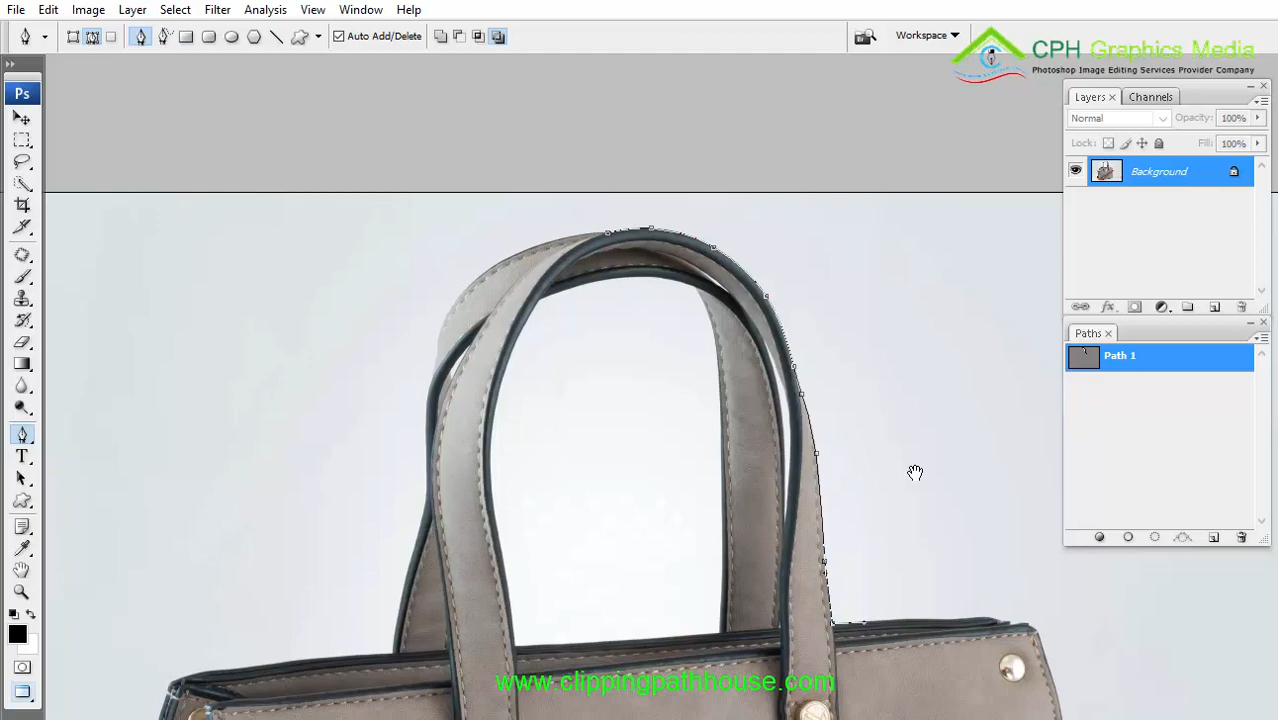 File Edit Image Layer Select Filter Analysis View Window Help
Auto Add/Delete
Workspace
CPH Graphics Media
Photoshop Image Editing Services Provider Company
Ps
Layers Channels
Normal Opacity: 100%
Lock: Fill: 100%
Background
Paths
Path 1
T
www.clippingpathhouse.com